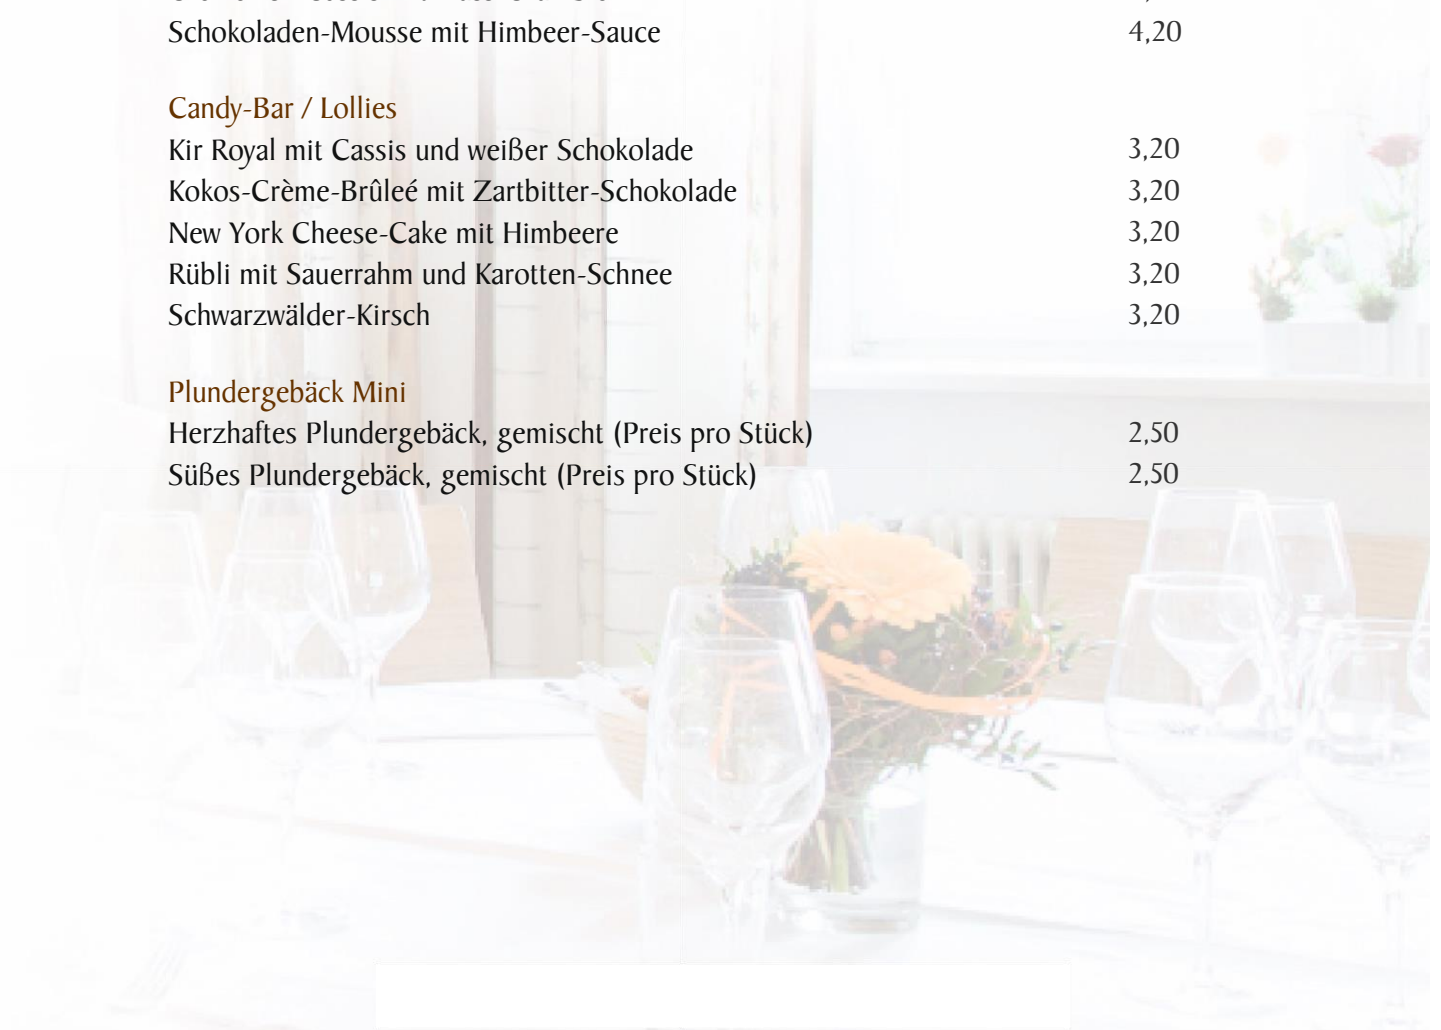 Schokoladen-Mousse mit Himbeer-Sauce 4,20
Candy-Bar / Lollies
Kir Royal mit Cassis und weißer Schokolade 3,20
Kokos-Crème-Brûleé mit Zartbitter-Schokolade 3,20
New York Cheese-Cake mit Himbeere 3,20
Rübli mit Sauerrahm und Karotten-Schnee 3,20
Schwarzwälder-Kirsch 3,20
Plundergebäck Mini
Herzhaftes Plundergebäck, gemischt (Preis pro Stück) 2,50
Süßes Plundergebäck, gemischt (Preis pro Stück) 2,50